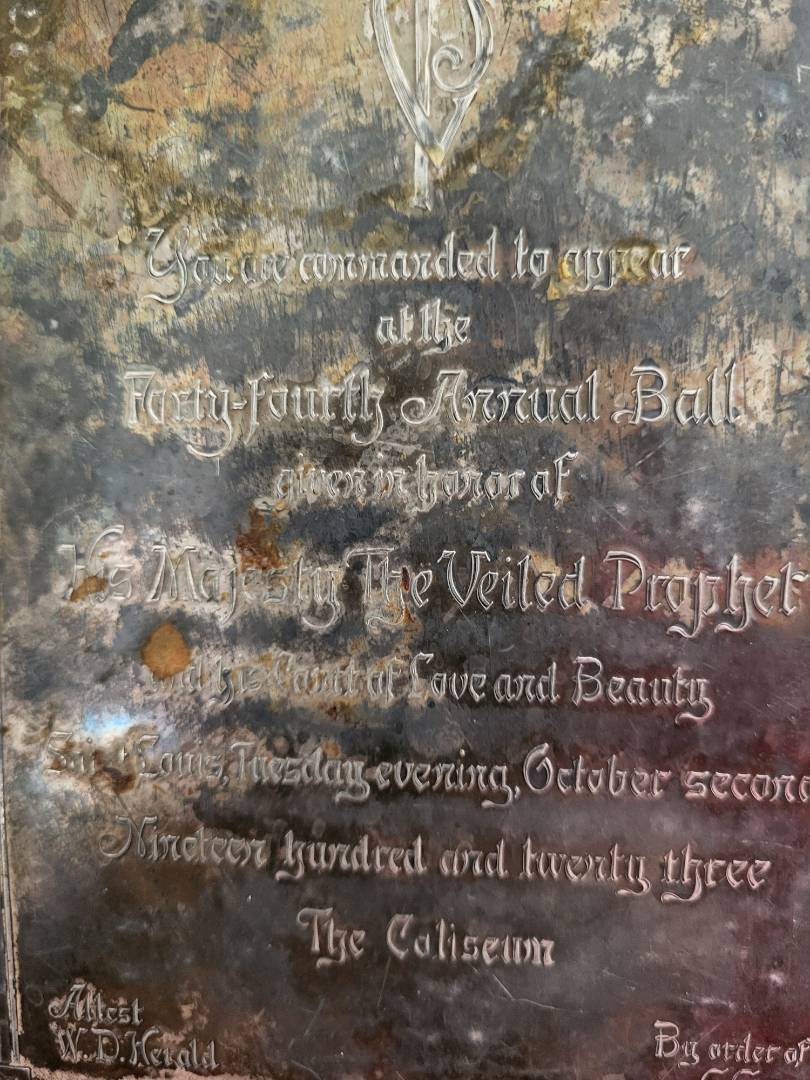 VP
You are commanded to appear
at the
Forty-fourth Annual Ball
given in honor of
His Majesty The Veiled Prophet
and his Court of Love and Beauty
Saint Louis, Tuesday evening, October second
Nineteen hundred and twenty three
The Coliseum
Attest
W. D. Herald
By order of